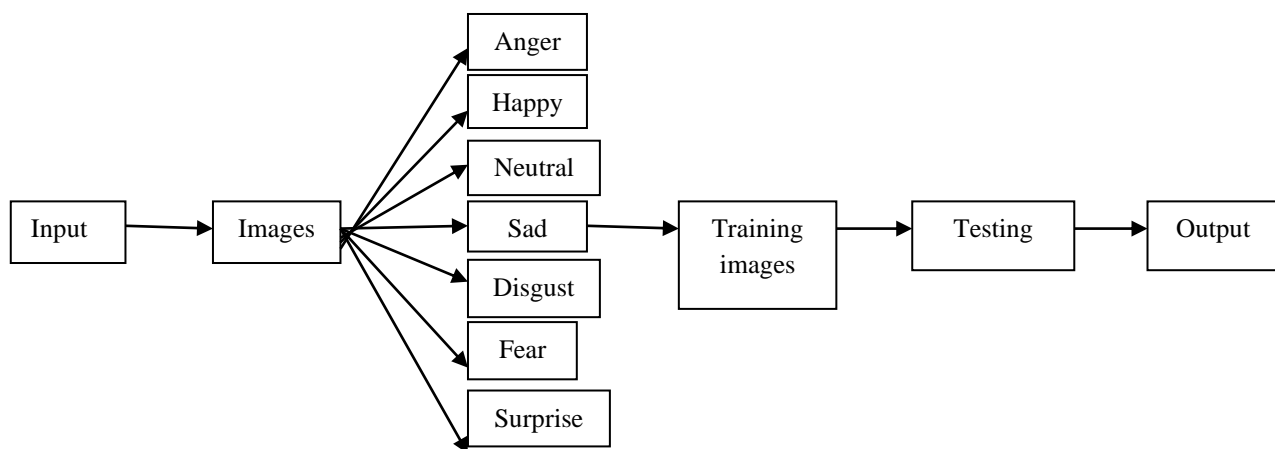 Input
Images
Anger
Happy
Neutral
Sad
Disgust
Fear
Surprise
Training
images
Testing
Output